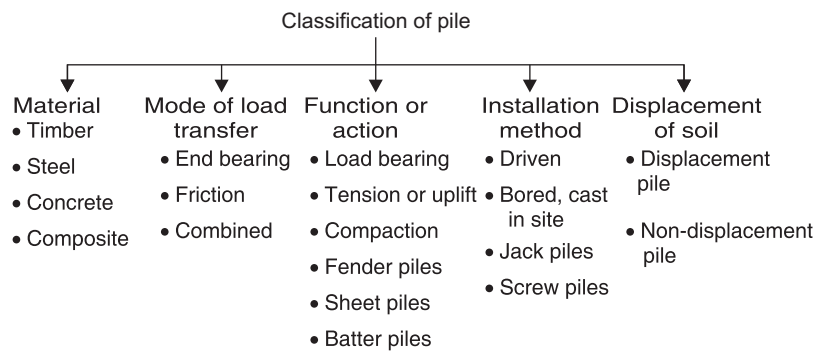 Classification of pile
Material
• Timber
• Steel
• Concrete
• Composite
Mode of load
transfer
• End bearing
• Friction
• Combined
Function or
action
• Load bearing
• Tension or uplift
• Compaction
• Fender piles
• Sheet piles
• Batter piles
Installation
method
• Driven
• Bored, cast
in site
• Jack piles
• Screw piles
Displacement
of soil
• Displacement
pile
• Non-displacement
pile